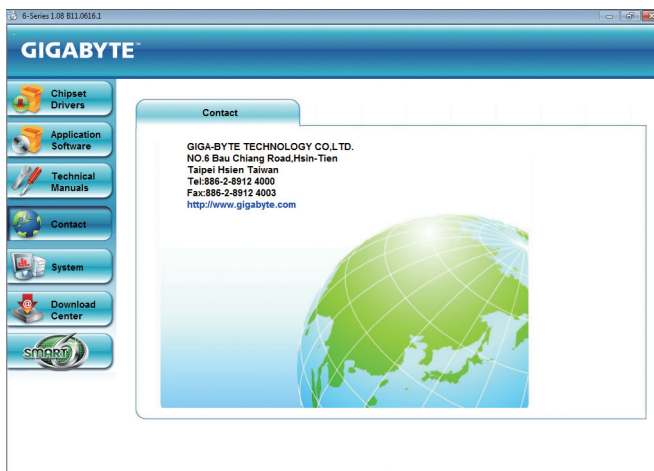 6-Series 1.08 B11.0616.1
GIGABYTE™
Chipset
Drivers
Application
Software
Technical
Manuals
Contact
System
Download
Center
SMART 6
Contact
GIGA-BYTE TECHNOLOGY CO,LTD.
NO.6 Bau Chiang Road,Hsin-Tien
Taipei Hsien Taiwan
Tel:886-2-8912 4000
Fax:886-2-8912 4003
http://www.gigabyte.com